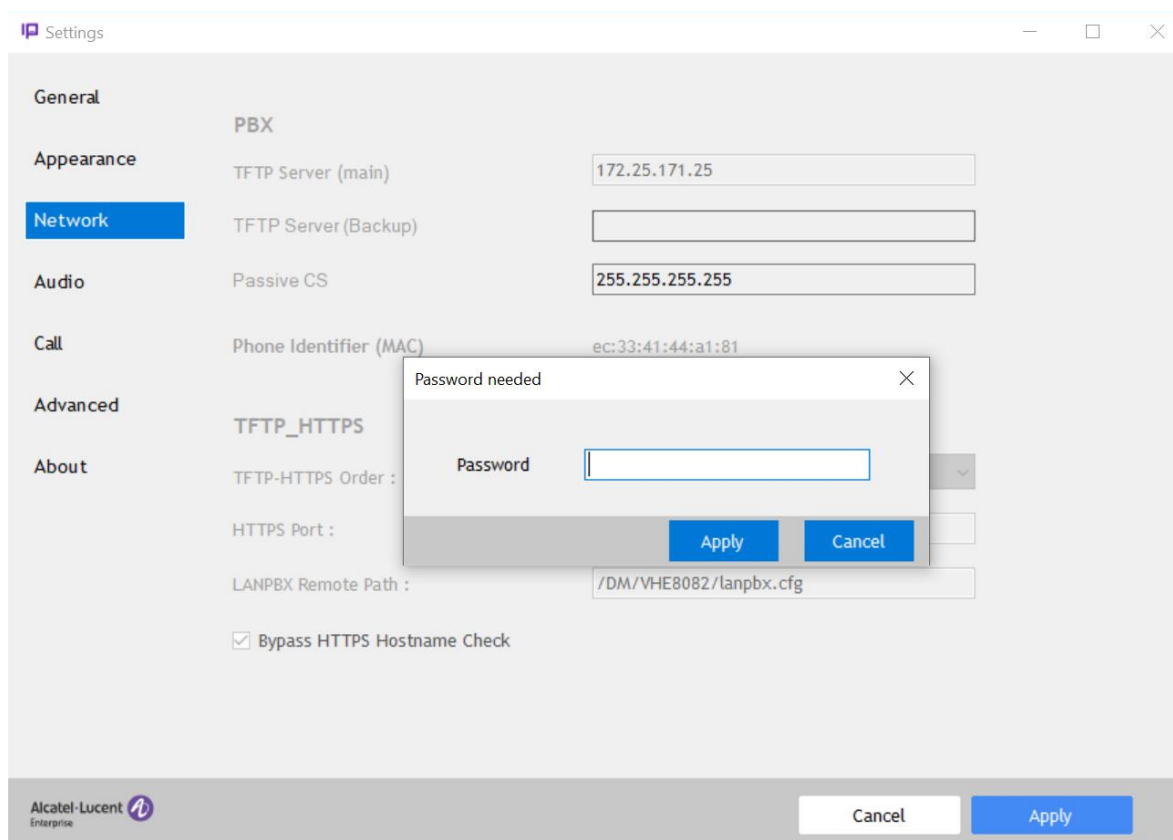 Settings
General
Appearance
Network
Audio
Call
Advanced
About
PBX
TFTP Server (main) 172.25.171.25
TFTP Server (Backup)
Passive CS 255.255.255.255
Phone Identifier (MAC) ec:33:41:44:a1:81
Password needed
Password
Apply Cancel
TFTP_HTTPS
TFTP-HTTPS Order :
HTTPS Port :
LANPBX Remote Path : /DM/VHE8082/lanpbx.cfg
Bypass HTTPS Hostname Check
Alcatel·Lucent
Enterprise
Cancel Apply